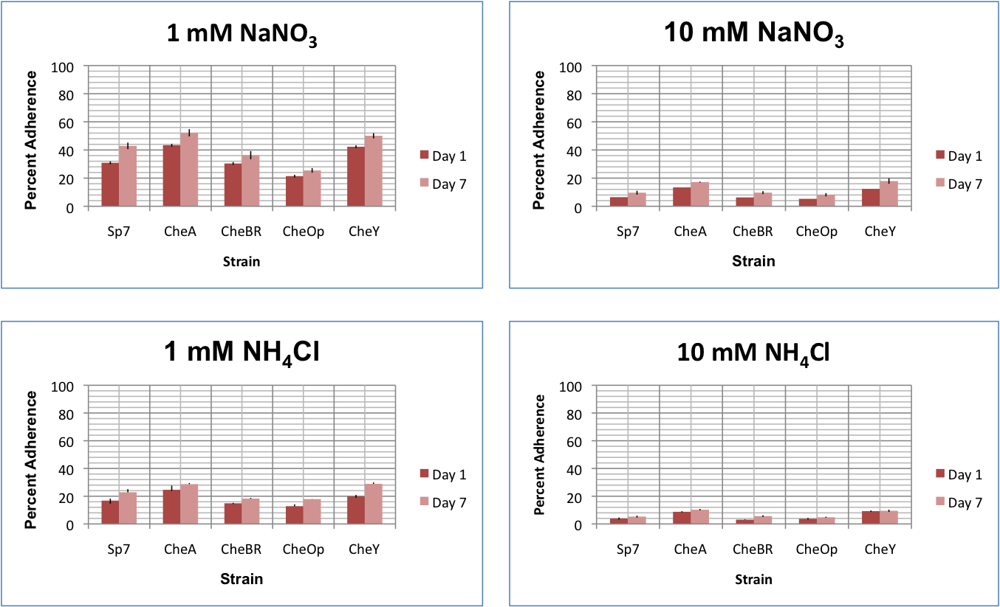 1 mM NaNO3
Percent Adherence
100
80
60
40
20
0
Sp7 CheA CheBR CheOp CheY
Strain
Day 1
Day 7
10 mM NaNO3
Percent Adherence
100
80
60
40
20
0
Sp7 CheA CheBR CheOp CheY
Strain
Day 1
Day 7
1 mM NH4Cl
Percent Adherence
100
80
60
40
20
0
Sp7 CheA CheBR CheOp CheY
Strain
Day 1
Day 7
10 mM NH4Cl
Percent Adherence
100
80
60
40
20
0
Sp7 CheA CheBR CheOp CheY
Strain
Day 1
Day 7